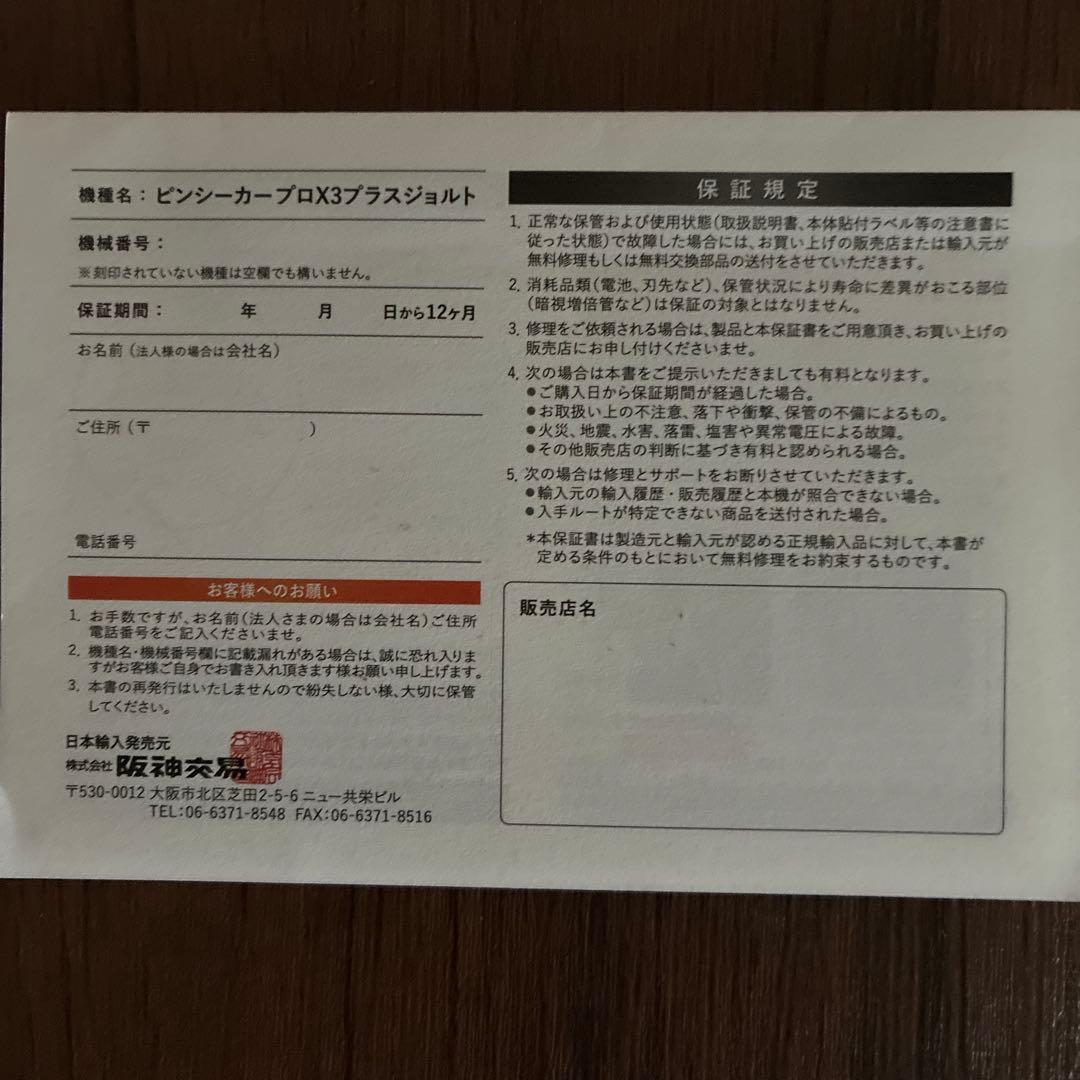 機種名：ピンシーカープロX3プラスジョルト
機械番号：
※刻印されていない機種は空欄でも構いません。
保証期間： 年 月 日から12ヶ月
お名前（法人様の場合は会社名）
ご住所（〒 ）
電話番号
お客様へのお願い
1. お手数ですが、お名前（法人さまの場合は会社名）ご住所
電話番号をご記入くださいませ。
2. 機種名・機械番号欄に記載漏れがある場合は、誠に恐れ入りま
すがお客様ご自身でお書き入れ頂きます様お願い申し上げます。
3. 本書の再発行はいたしませんので紛失しない様、大切に保管
してください。
日本輸入発売元
株式会社 阪神交易
〒530-0012 大阪市北区芝田2-5-6 ニュー共栄ビル
TEL：06-6371-8548 FAX：06-6371-8516
保証規定
1. 正常な保管および使用状態（取扱説明書、本体貼付ラベル等の注意書に
従った状態）で故障した場合には、お買い上げの販売店または輸入元が
無料修理もしくは無料交換部品の送付をさせていただきます。
2. 消耗品類（電池、刃先など）、保管状況により寿命に差異がおこる部位
（暗視増倍管など）は保証の対象とはなりません。
3. 修理をご依頼される場合は、製品と本保証書をご用意頂き、お買い上げの
販売店にお申し付けくださいませ。
4. 次の場合は本書をご提示いただきましても有料となります。
●ご購入日から保証期間が経過した場合。
●お取扱い上の不注意、落下や衝撃、保管の不備によるもの。
●火災、地震、水害、落雷、塩害や異常電圧による故障。
●その他販売店の判断に基づき有料と認められる場合。
5. 次の場合は修理とサポートをお断りさせていただきます。
●輸入元の輸入履歴・販売履歴と本機が照合できない場合。
●入手ルートが特定できない商品を送付された場合。
*本保証書は製造元と輸入元が認める正規輸入品に対して、本書が
定める条件のもとにおいて無料修理をお約束するものです。
販売店名